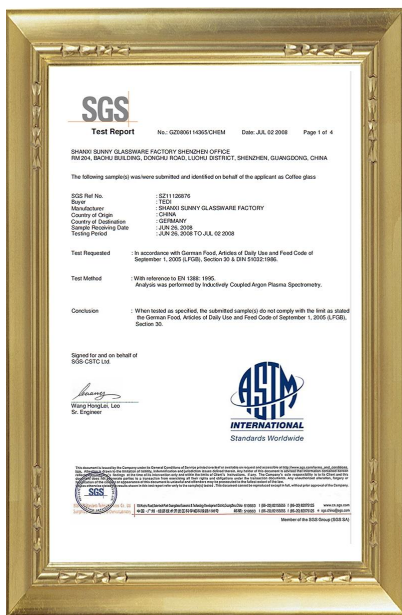 SGS
Test Report No.: GZ0806114365/CHEM Date: JUL 02 2008 Page 1 of 4
SHANXI SUNNY GLASSWARE FACTORY SHENZHEN OFFICE
RM 204, BAOHU BUILDING, DONGHU ROAD, LUOHU DISTRICT, SHENZHEN, GUANGDONG, CHINA
The following sample(s) was/were submitted and identified on behalf of the applicant as Coffee glass
SGS Ref No. : SZ11126876
Buyer : TEDI
Manufacturer : SHANXI SUNNY GLASSWARE FACTORY
Country of Origin : CHINA
Country of Destination : GERMANY
Sample Receiving Date : JUN 26, 2008
Testing Period : JUN 26, 2008 TO JUL 02 2008
Test Requested : In accordance with German Food, Articles of Daily Use and Feed Code of
September 1, 2005 (LFGB), Section 30 & DIN 51032:1986.
Test Method : With reference to EN 1388: 1995.
Analysis was performed by Inductively Coupled Argon Plasma Spectrometry.
Conclusion : When tested as specified, the submitted sample(s) do not comply with the limit as stated
the German Food, Articles of Daily Use and Feed Code of September 1, 2005 (LFGB),
Section 30.
Signed for and on behalf of
SGS-CSTC Ltd.
Wang HongLei, Leo
Sr. Engineer
ASTM
INTERNATIONAL
Standards Worldwide
SGS
Member of the SGS Group (SGS SA)